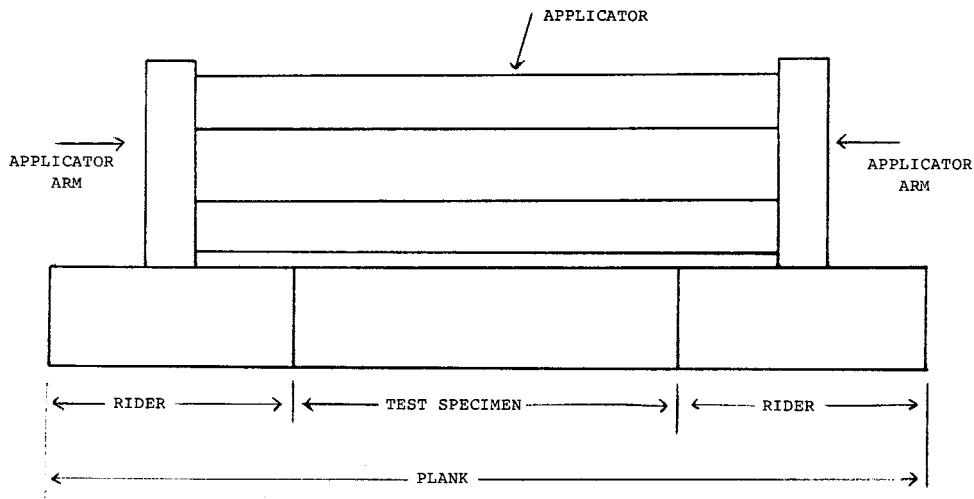 APPLICATOR
APPLICATOR
ARM
APPLICATOR
ARM
RIDER
TEST SPECIMEN
RIDER
PLANK